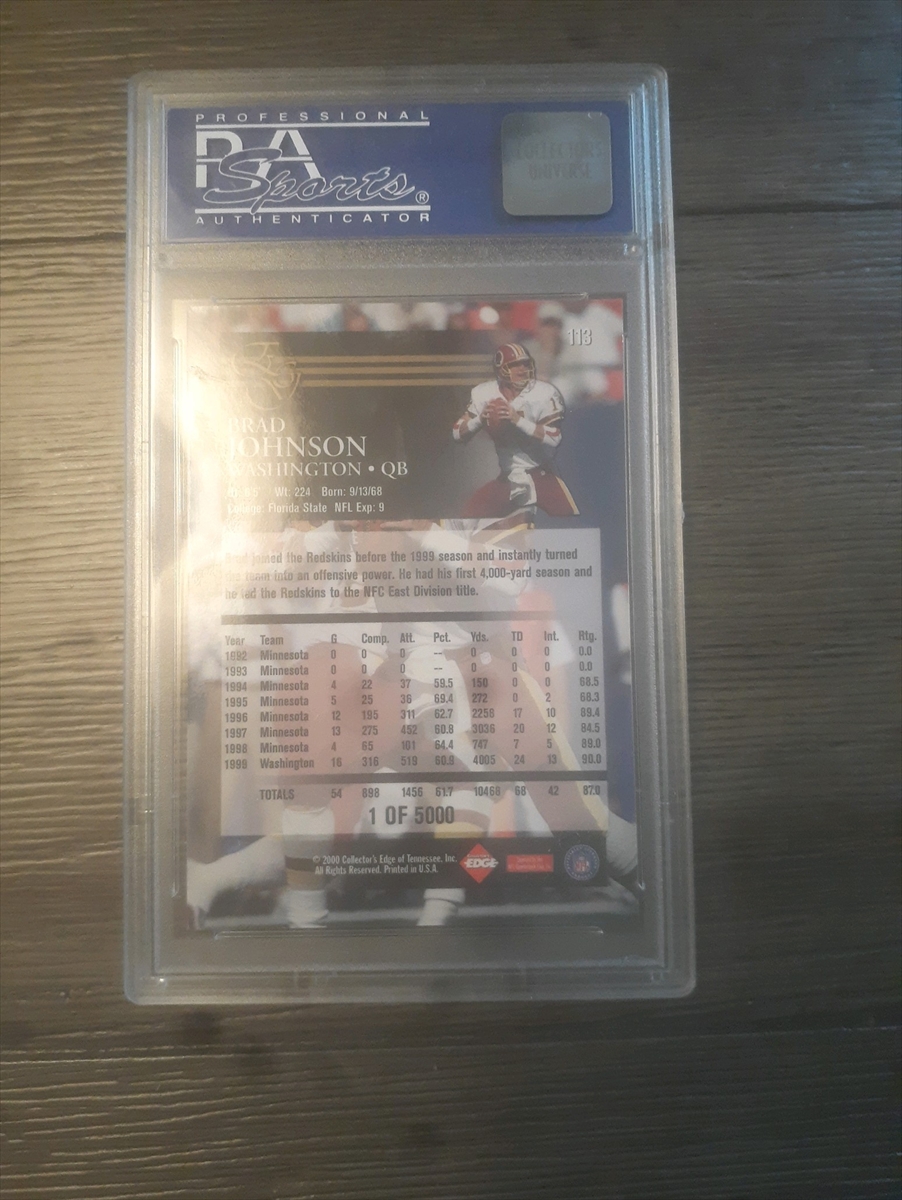 PROFESSIONAL
Sports®
AUTHENTICATOR
COLLECTORS
UNIVERSE
113
BRAD
JOHNSON
WASHINGTON • QB
Wt: 224 Born: 9/13/68
College: Florida State NFL Exp: 9
joined the Redskins before the 1999 season and instantly turned
team into an offensive power. He had his first 4,000-yard season and
he led the Redskins to the NFC East Division title.
Year Team G Comp. Att. Pct. Yds. TD Int. Rtg.
1992 Minnesota 0 0 0 -- 0 0 0 0.0
1993 Minnesota 0 0 0 -- 0 0 0 0.0
1994 Minnesota 4 22 37 59.5 150 0 0 68.5
1995 Minnesota 5 25 36 69.4 272 0 2 68.3
1996 Minnesota 12 195 311 62.7 2258 17 10 89.4
1997 Minnesota 13 275 452 60.8 3036 20 12 84.5
1998 Minnesota 4 65 101 64.4 747 7 5 89.0
1999 Washington 16 316 519 60.9 4005 24 13 90.0
TOTALS 54 898 1456 61.7 10468 68 42 87.0
1 OF 5000
© 2000 Collector's Edge of Tennessee, Inc.
All Rights Reserved. Printed in U.S.A.
EDGE